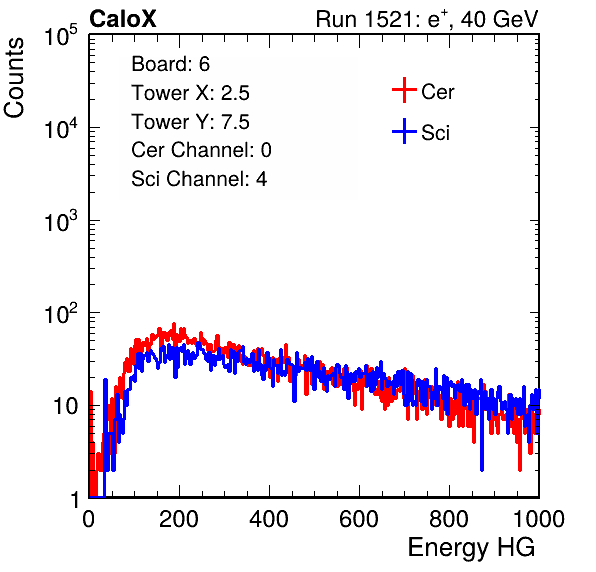 CaloX Run 1521: e⁺, 40 GeV
Counts
Board: 6
Tower X: 2.5
Tower Y: 7.5
Cer Channel: 0
Sci Channel: 4
Cer
Sci
10⁵
10⁴
10³
10²
10
1
0 200 400 600 800 1000
Energy HG